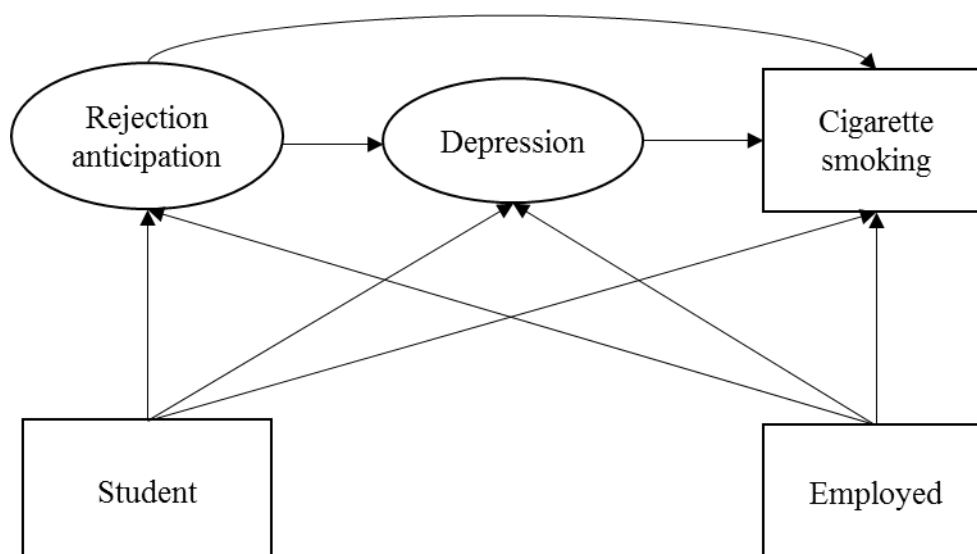 Rejection
anticipation
Depression
Cigarette
smoking
Student
Employed